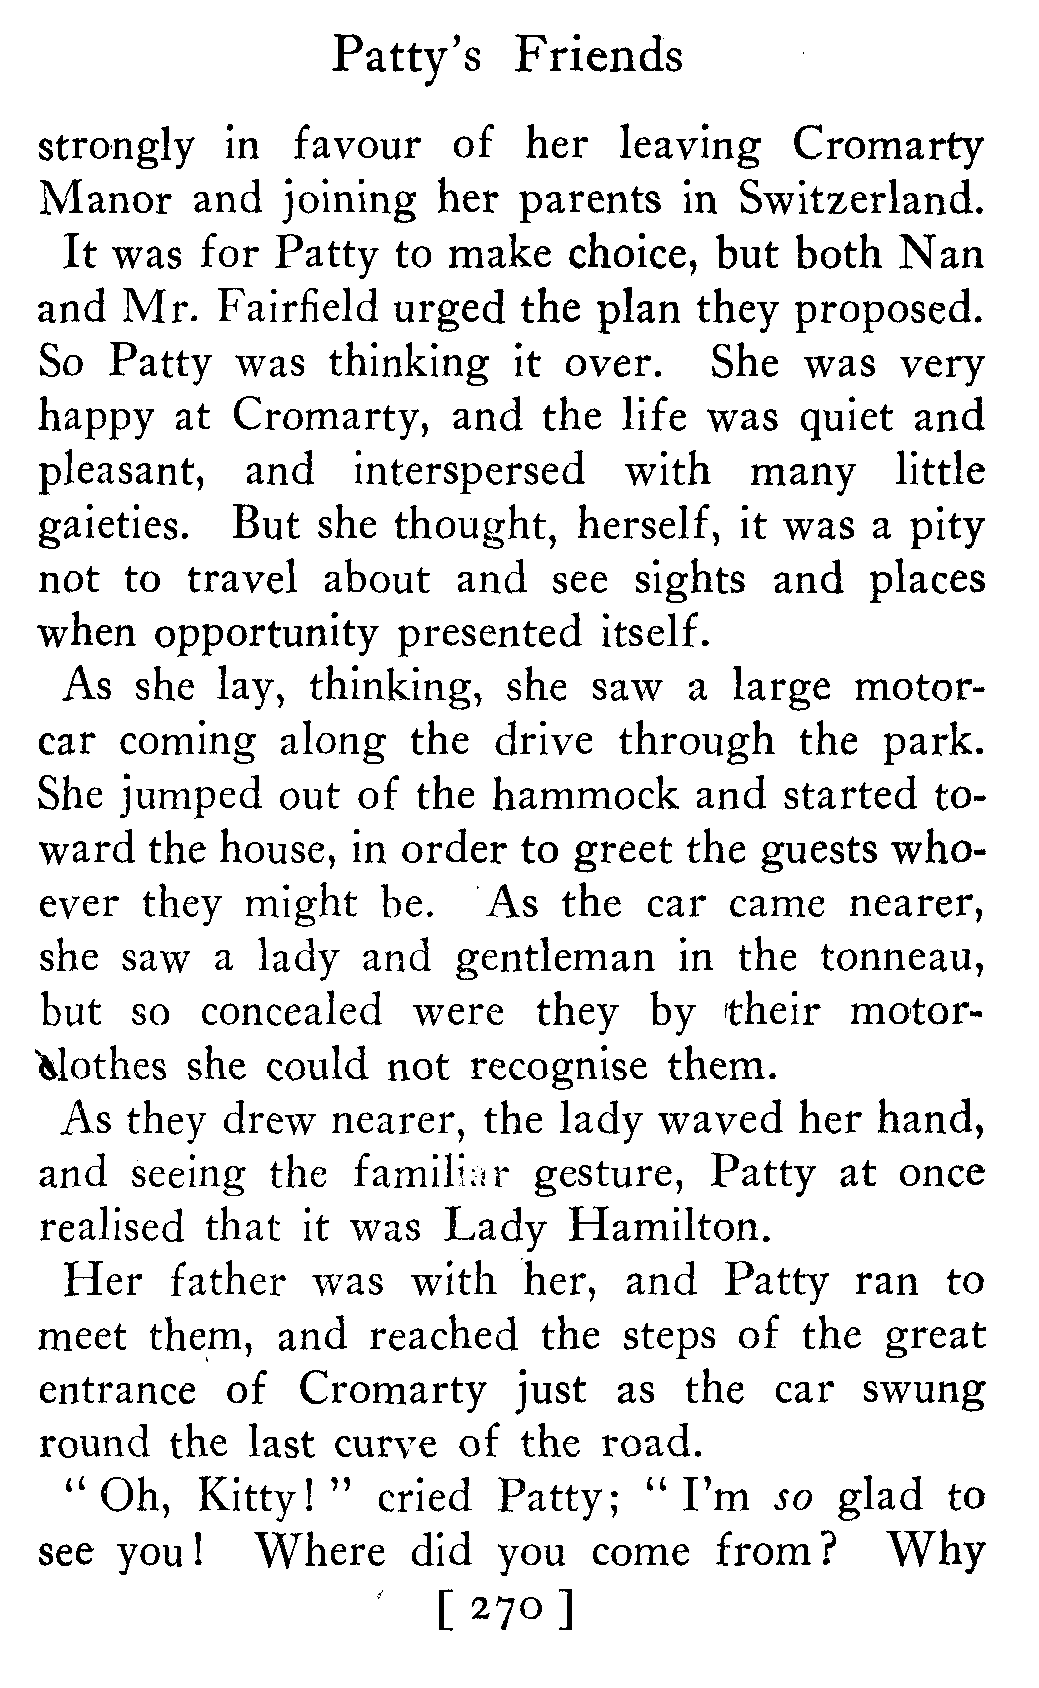 Patty's Friends
strongly in favour of her leaving Cromarty
Manor and joining her parents in Switzerland.
It was for Patty to make choice, but both Nan
and Mr. Fairfield urged the plan they proposed.
So Patty was thinking it over. She was very
happy at Cromarty, and the life was quiet and
pleasant, and interspersed with many little
gaieties. But she thought, herself, it was a pity
not to travel about and see sights and places
when opportunity presented itself.
As she lay, thinking, she saw a large motor-
car coming along the drive through the park.
She jumped out of the hammock and started to-
ward the house, in order to greet the guests who-
ever they might be. As the car came nearer,
she saw a lady and gentleman in the tonneau,
but so concealed were they by their motor-
clothes she could not recognise them.
As they drew nearer, the lady waved her hand,
and seeing the familiar gesture, Patty at once
realised that it was Lady Hamilton.
Her father was with her, and Patty ran to
meet them, and reached the steps of the great
entrance of Cromarty just as the car swung
round the last curve of the road.
" Oh, Kitty! " cried Patty; " I'm so glad to
see you! Where did you come from? Why
[ 270 ]